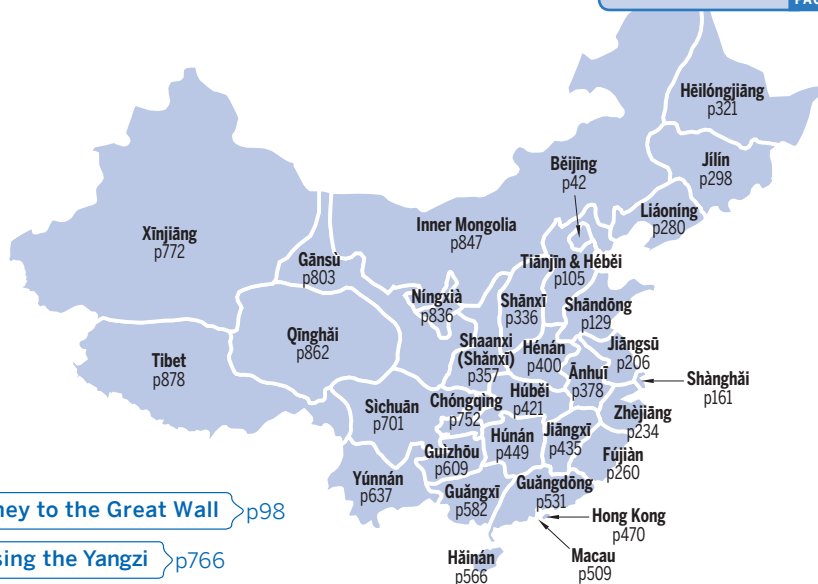 PAG
Hēilóngjiāng
p321
Jílín
p298
Běijīng
p42
Liáoníng
p280
Inner Mongolia
p847
Xīnjiāng
p772
Gānsù
p803
Tiānjīn & Héběi
p105
Níngxià
p836
Shānxī
p336
Shāndōng
p129
Qīnghǎi
p862
Shaanxi
(Shǎnxī)
p357
Hénán
p400
Jiāngsū
p206
Tibet
p878
Ānhuī
p378
Shànghǎi
p161
Húběi
p421
Chóngqìng
p752
Sìchuān
p701
Zhèjiāng
p234
Húnán
p449
Jiāngxī
p435
Guìzhōu
p609
Fújiàn
p260
Yúnnán
p637
Guǎngxī
p582
Guǎngdōng
p531
Hong Kong
p470
Macau
p509
Hǎinán
p566
ney to the Great Wall p98
sing the Yangzi p766